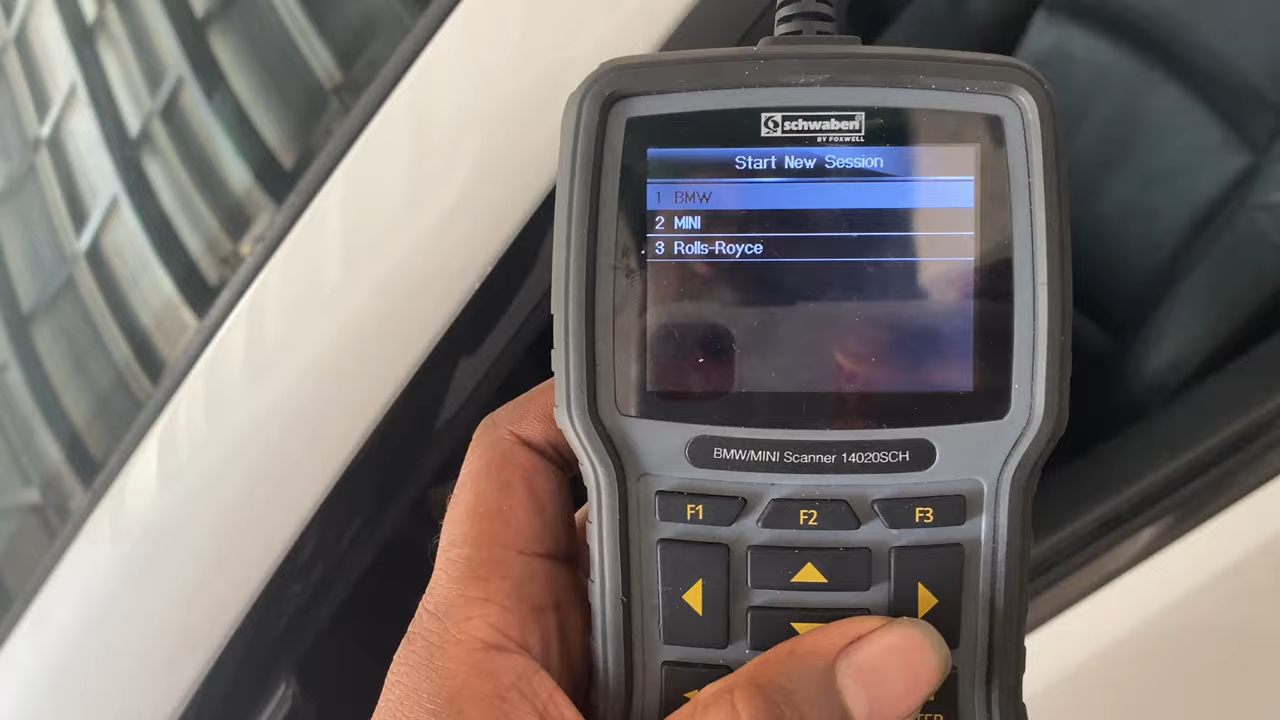 schwaben
BY FOXWELL
Start New Session
1 BMW
2 MINI
3 Rolls-Royce
BMW/MINI Scanner 14020SCH
F1
F2
F3